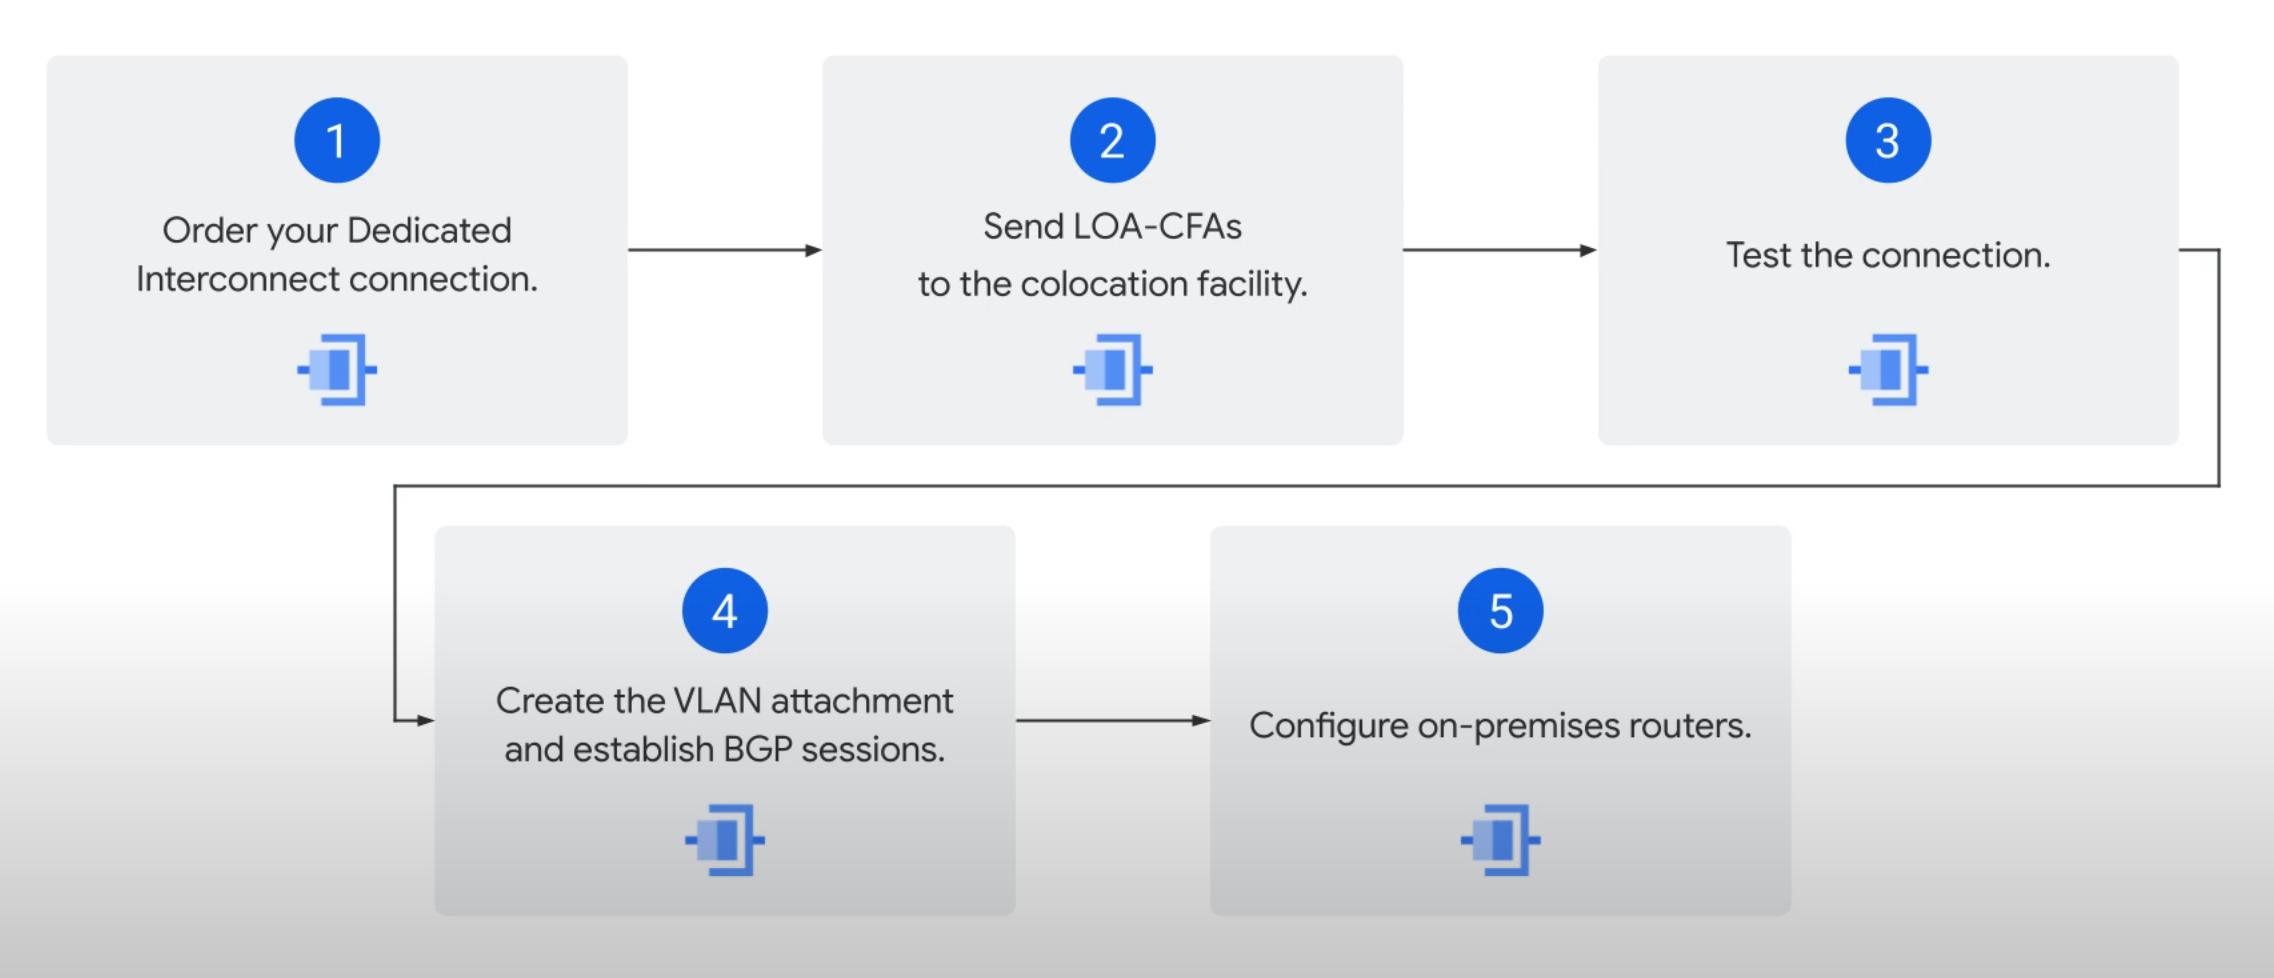 1
Order your Dedicated
Interconnect connection.
2
Send LOA-CFAs
to the colocation facility.
3
Test the connection.
4
Create the VLAN attachment
and establish BGP sessions.
5
Configure on-premises routers.